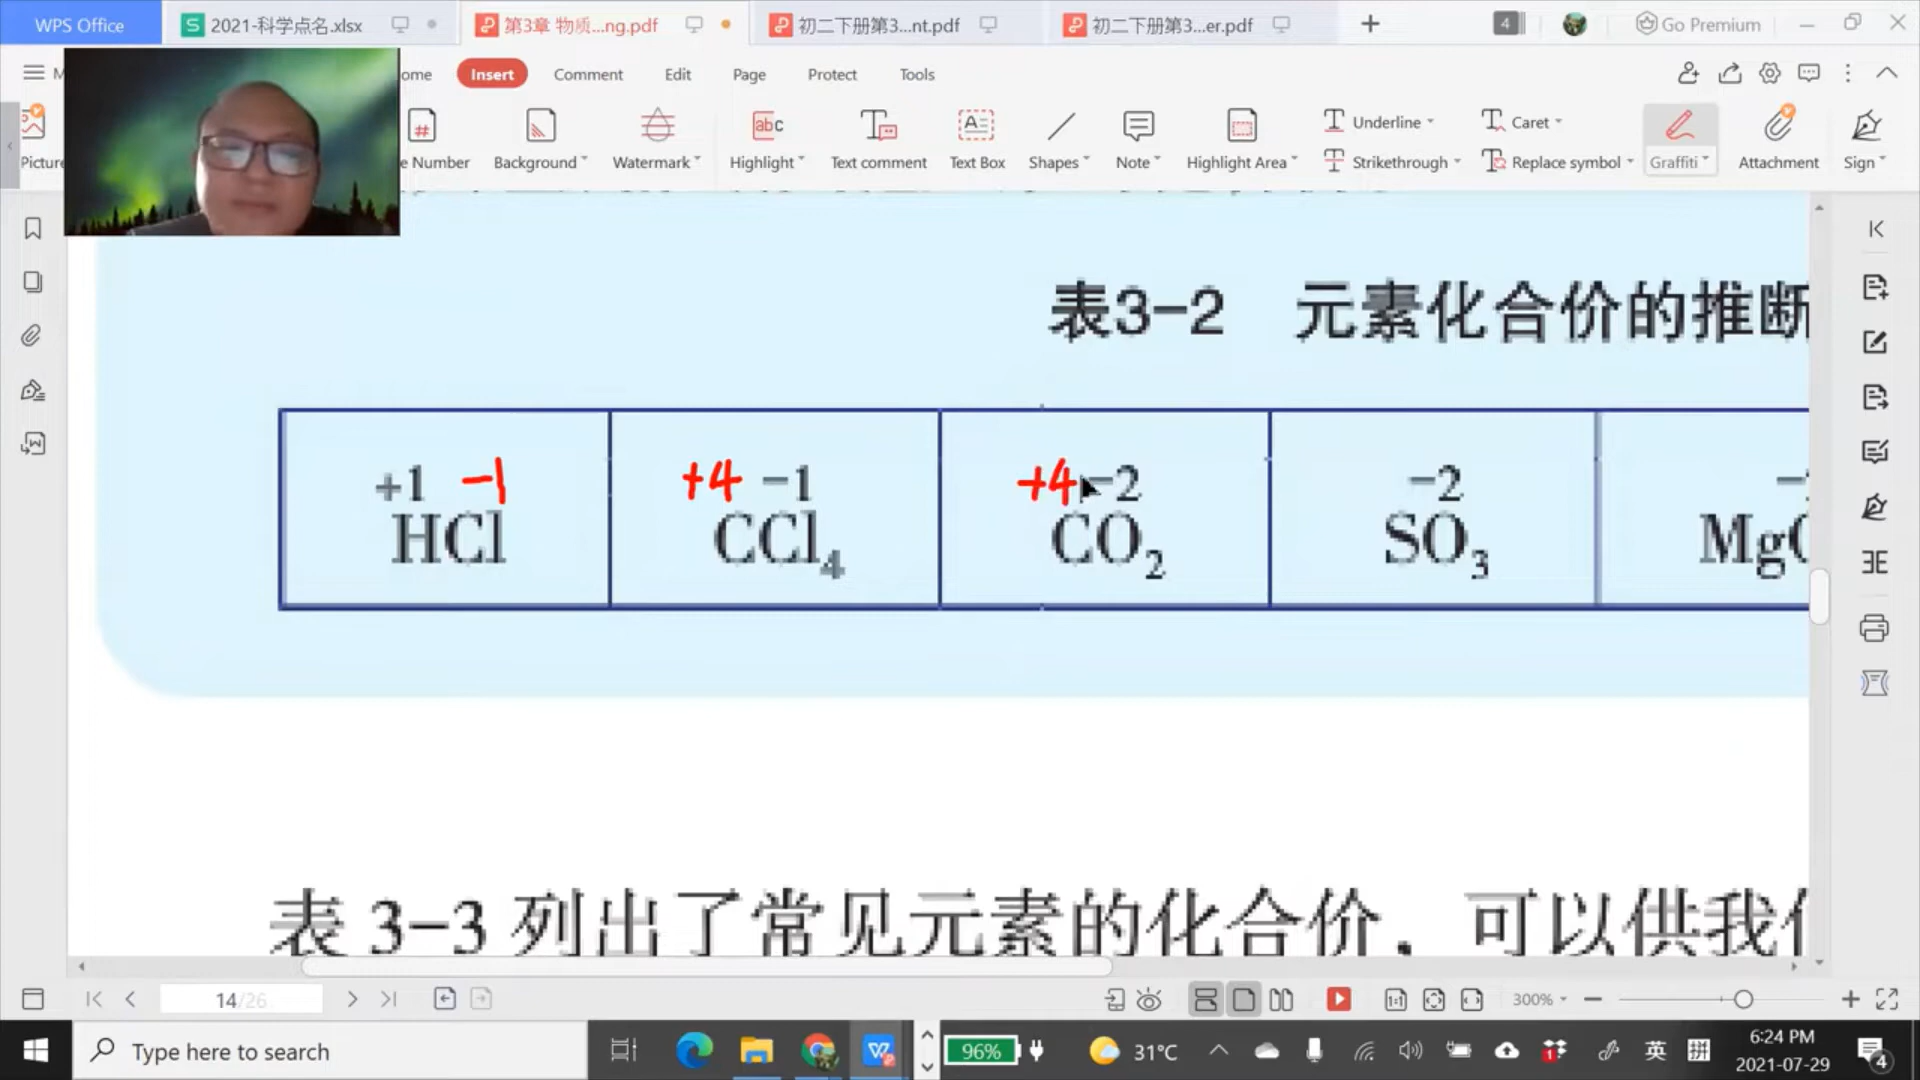 WPS Office
2021-科学点名.xlsx
第3章 物质...ng.pdf
初二下册第3...nt.pdf
初二下册第3...er.pdf
4
Go Premium
Insert
Comment
Edit
Page
Protect
Tools
Picture
Number
Background
Watermark
Highlight
Text comment
Text Box
Shapes
Note
Highlight Area
Underline
Strikethrough
Caret
Replace symbol
Graffiti
Attachment
Sign
表3-2 元素化合价的推断
+1 -1
HCl
+4 -1
CCl₄
+4 -2
CO₂
-2
SO₃
表 3-3 列出了常见元素的化合价，可以供我
14/26
300%
Type here to search
96%
31°C
英
拼
6:24 PM
2021-07-29
4